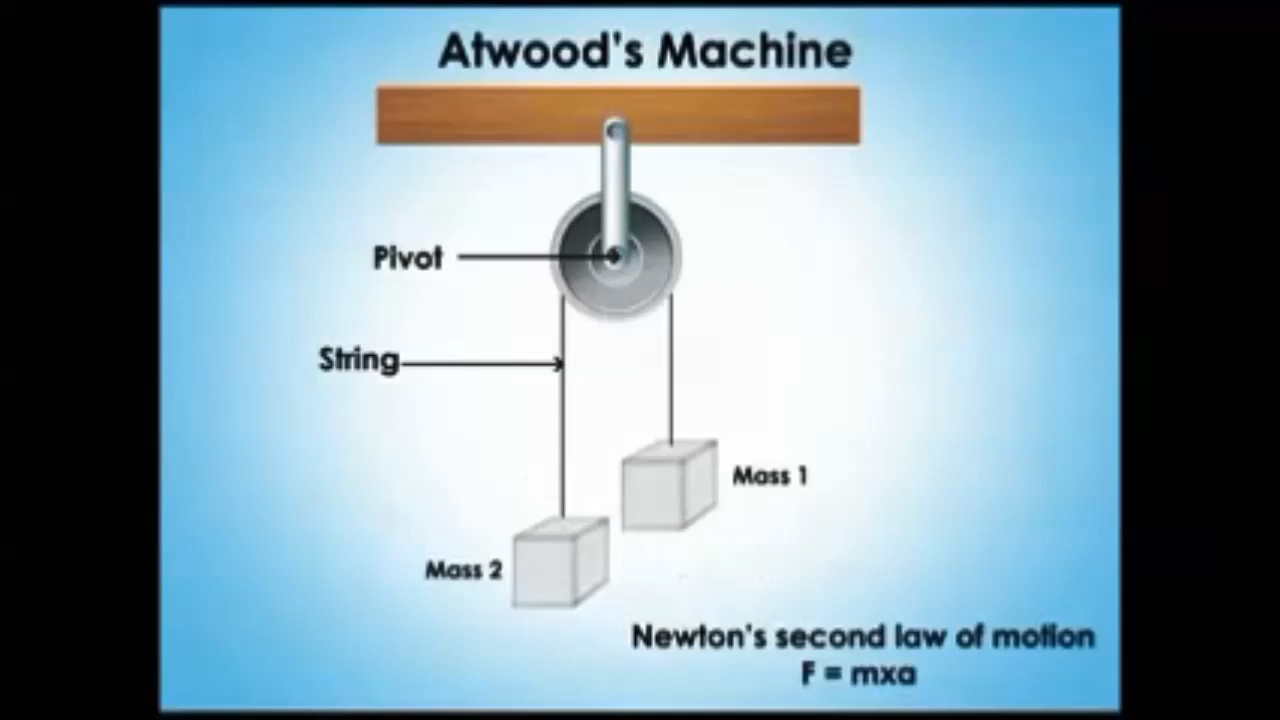 Atwood's Machine
Pivot
String
Mass 1
Mass 2
Newton's second law of motion
F = mxa